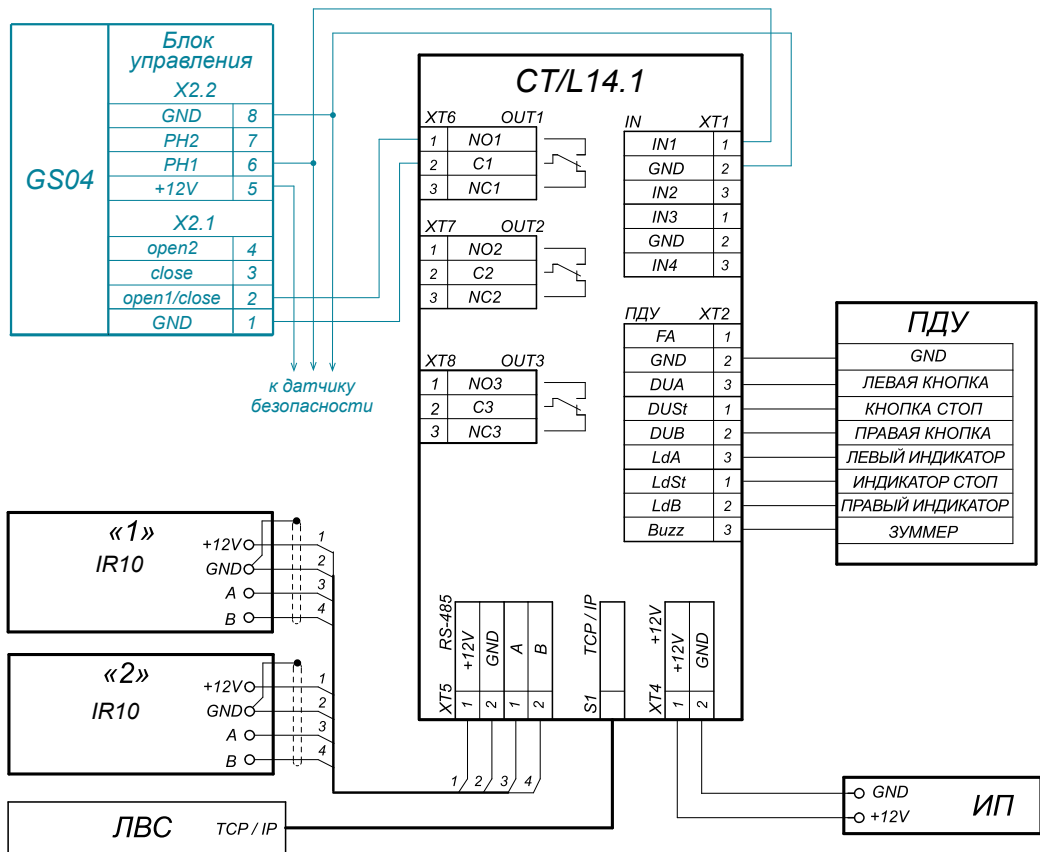 GS04
Блок
управления
X2.2
GND 8
PH2 7
PH1 6
+12V 5
X2.1
open2 4
close 3
open1/close 2
GND 1
к датчику
безопасности
CT/L14.1
XT6 OUT1
1 NO1
2 C1
3 NC1
XT7 OUT2
1 NO2
2 C2
3 NC2
XT8 OUT3
1 NO3
2 C3
3 NC3
IN XT1
IN1 1
GND 2
IN2 3
IN3 1
GND 2
IN4 3
ПДУ XT2
FA 1
GND 2
DUA 3
DUSt 1
DUB 2
LdA 3
LdSt 1
LdB 2
Buzz 3
ПДУ
GND
ЛЕВАЯ КНОПКА
КНОПКА СТОП
ПРАВАЯ КНОПКА
ЛЕВЫЙ ИНДИКАТОР
ИНДИКАТОР СТОП
ПРАВЫЙ ИНДИКАТОР
ЗУММЕР
«1»
IR10
+12V 1
GND 2
A 3
B 4
«2»
IR10
+12V 1
GND 2
A 3
B 4
XT5 RS-485
1 +12V
2 GND
1 A
2 B
S1 TCP / IP
XT4 +12V
1 +12V
2 GND
1 2 3 4
ЛВС TCP / IP
GND
+12V
ИП